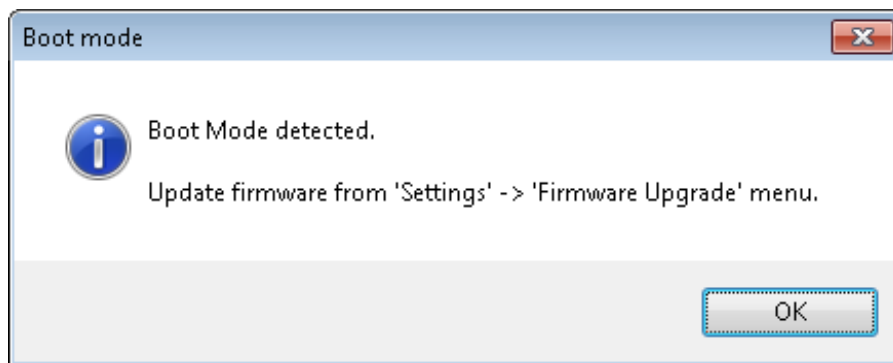 Boot mode
Boot Mode detected.
Update firmware from 'Settings' -> 'Firmware Upgrade' menu.
OK